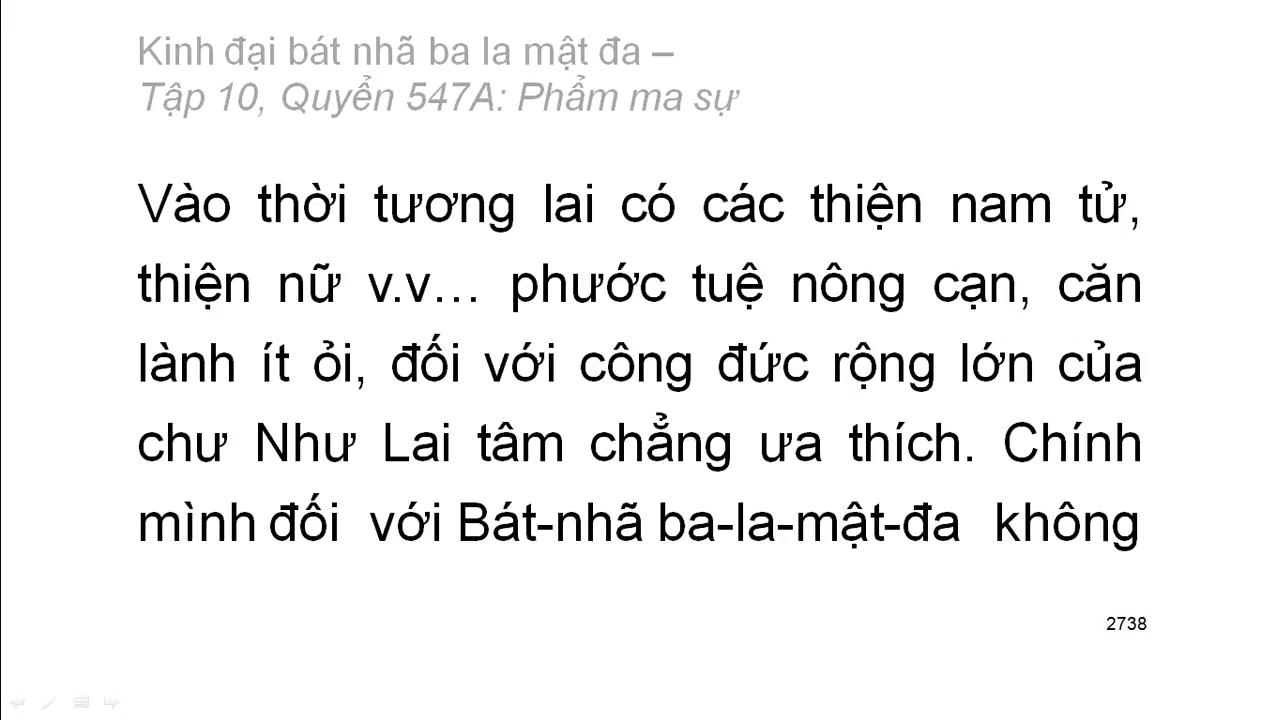 Kinh đại bát nhã ba la mật đa –
Tập 10, Quyển 547A: Phẩm ma sự
Vào thời tương lai có các thiện nam tử,
thiện nữ v.v… phước tuệ nông cạn, căn
lành ít ỏi, đối với công đức rộng lớn của
chư Như Lai tâm chẳng ưa thích. Chính
mình đối với Bát-nhã ba-la-mật-đa không
2738